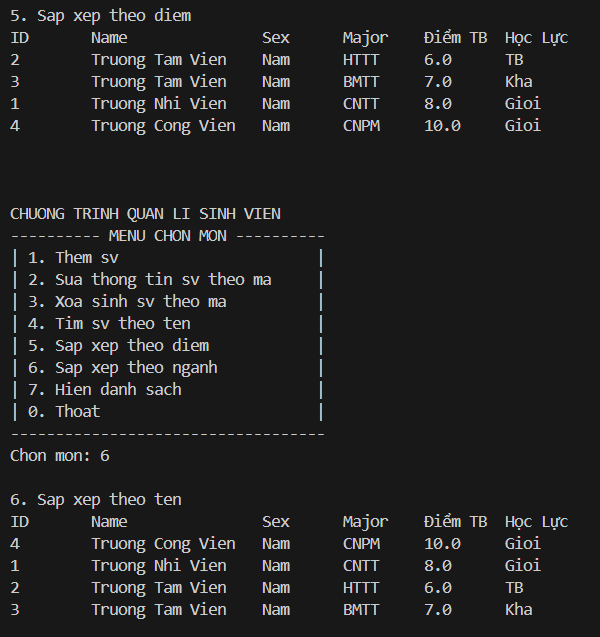 5. Sap xep theo diem
ID Name Sex Major Điểm TB Học Lực
2 Truong Tam Vien Nam HTTT 6.0 TB
3 Truong Tam Vien Nam BMTT 7.0 Kha
1 Truong Nhi Vien Nam CNTT 8.0 Gioi
4 Truong Cong Vien Nam CNPM 10.0 Gioi
CHUONG TRINH QUAN LI SINH VIEN
---------- MENU CHON MON ----------
| 1. Them sv |
| 2. Sua thong tin sv theo ma |
| 3. Xoa sinh sv theo ma |
| 4. Tim sv theo ten |
| 5. Sap xep theo diem |
| 6. Sap xep theo nganh |
| 7. Hien danh sach |
| 0. Thoat |
-----------------------------------
Chon mon: 6
6. Sap xep theo ten
ID Name Sex Major Điểm TB Học Lực
4 Truong Cong Vien Nam CNPM 10.0 Gioi
1 Truong Nhi Vien Nam CNTT 8.0 Gioi
2 Truong Tam Vien Nam HTTT 6.0 TB
3 Truong Tam Vien Nam BMTT 7.0 Kha